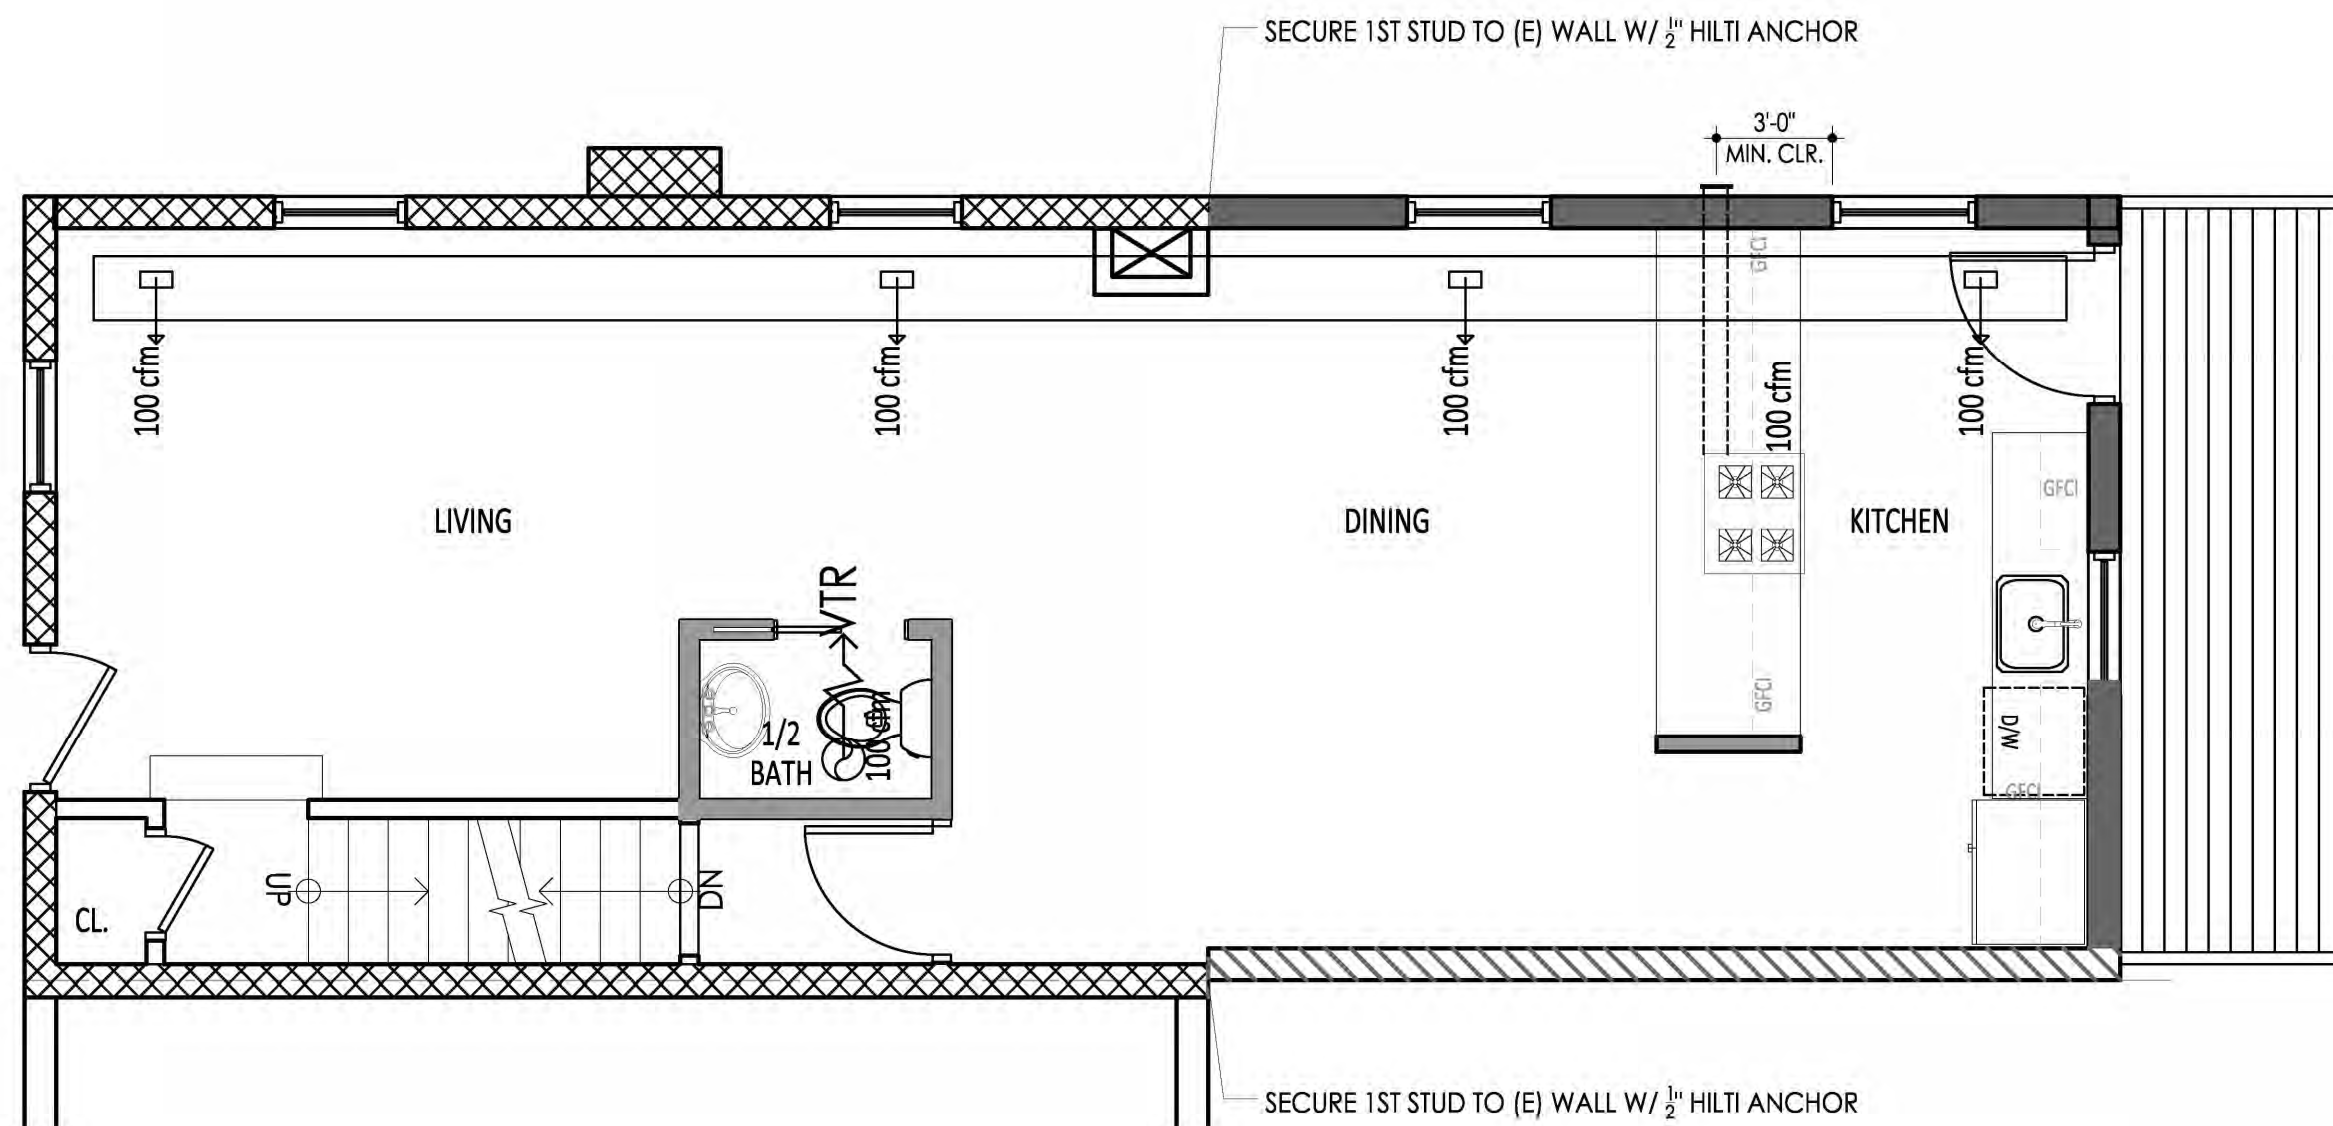 SECURE 1ST STUD TO (E) WALL W/ ½" HILTI ANCHOR
3'-0"
MIN. CLR.
GFCI
100 cfm
100 cfm
100 cfm
100 cfm
100 cfm
GFCI
LIVING
DINING
KITCHEN
VTR
GFCI
100 cfm
1/2
BATH
D/W
GFCI
UP
DN
CL.
SECURE 1ST STUD TO (E) WALL W/ ½" HILTI ANCHOR